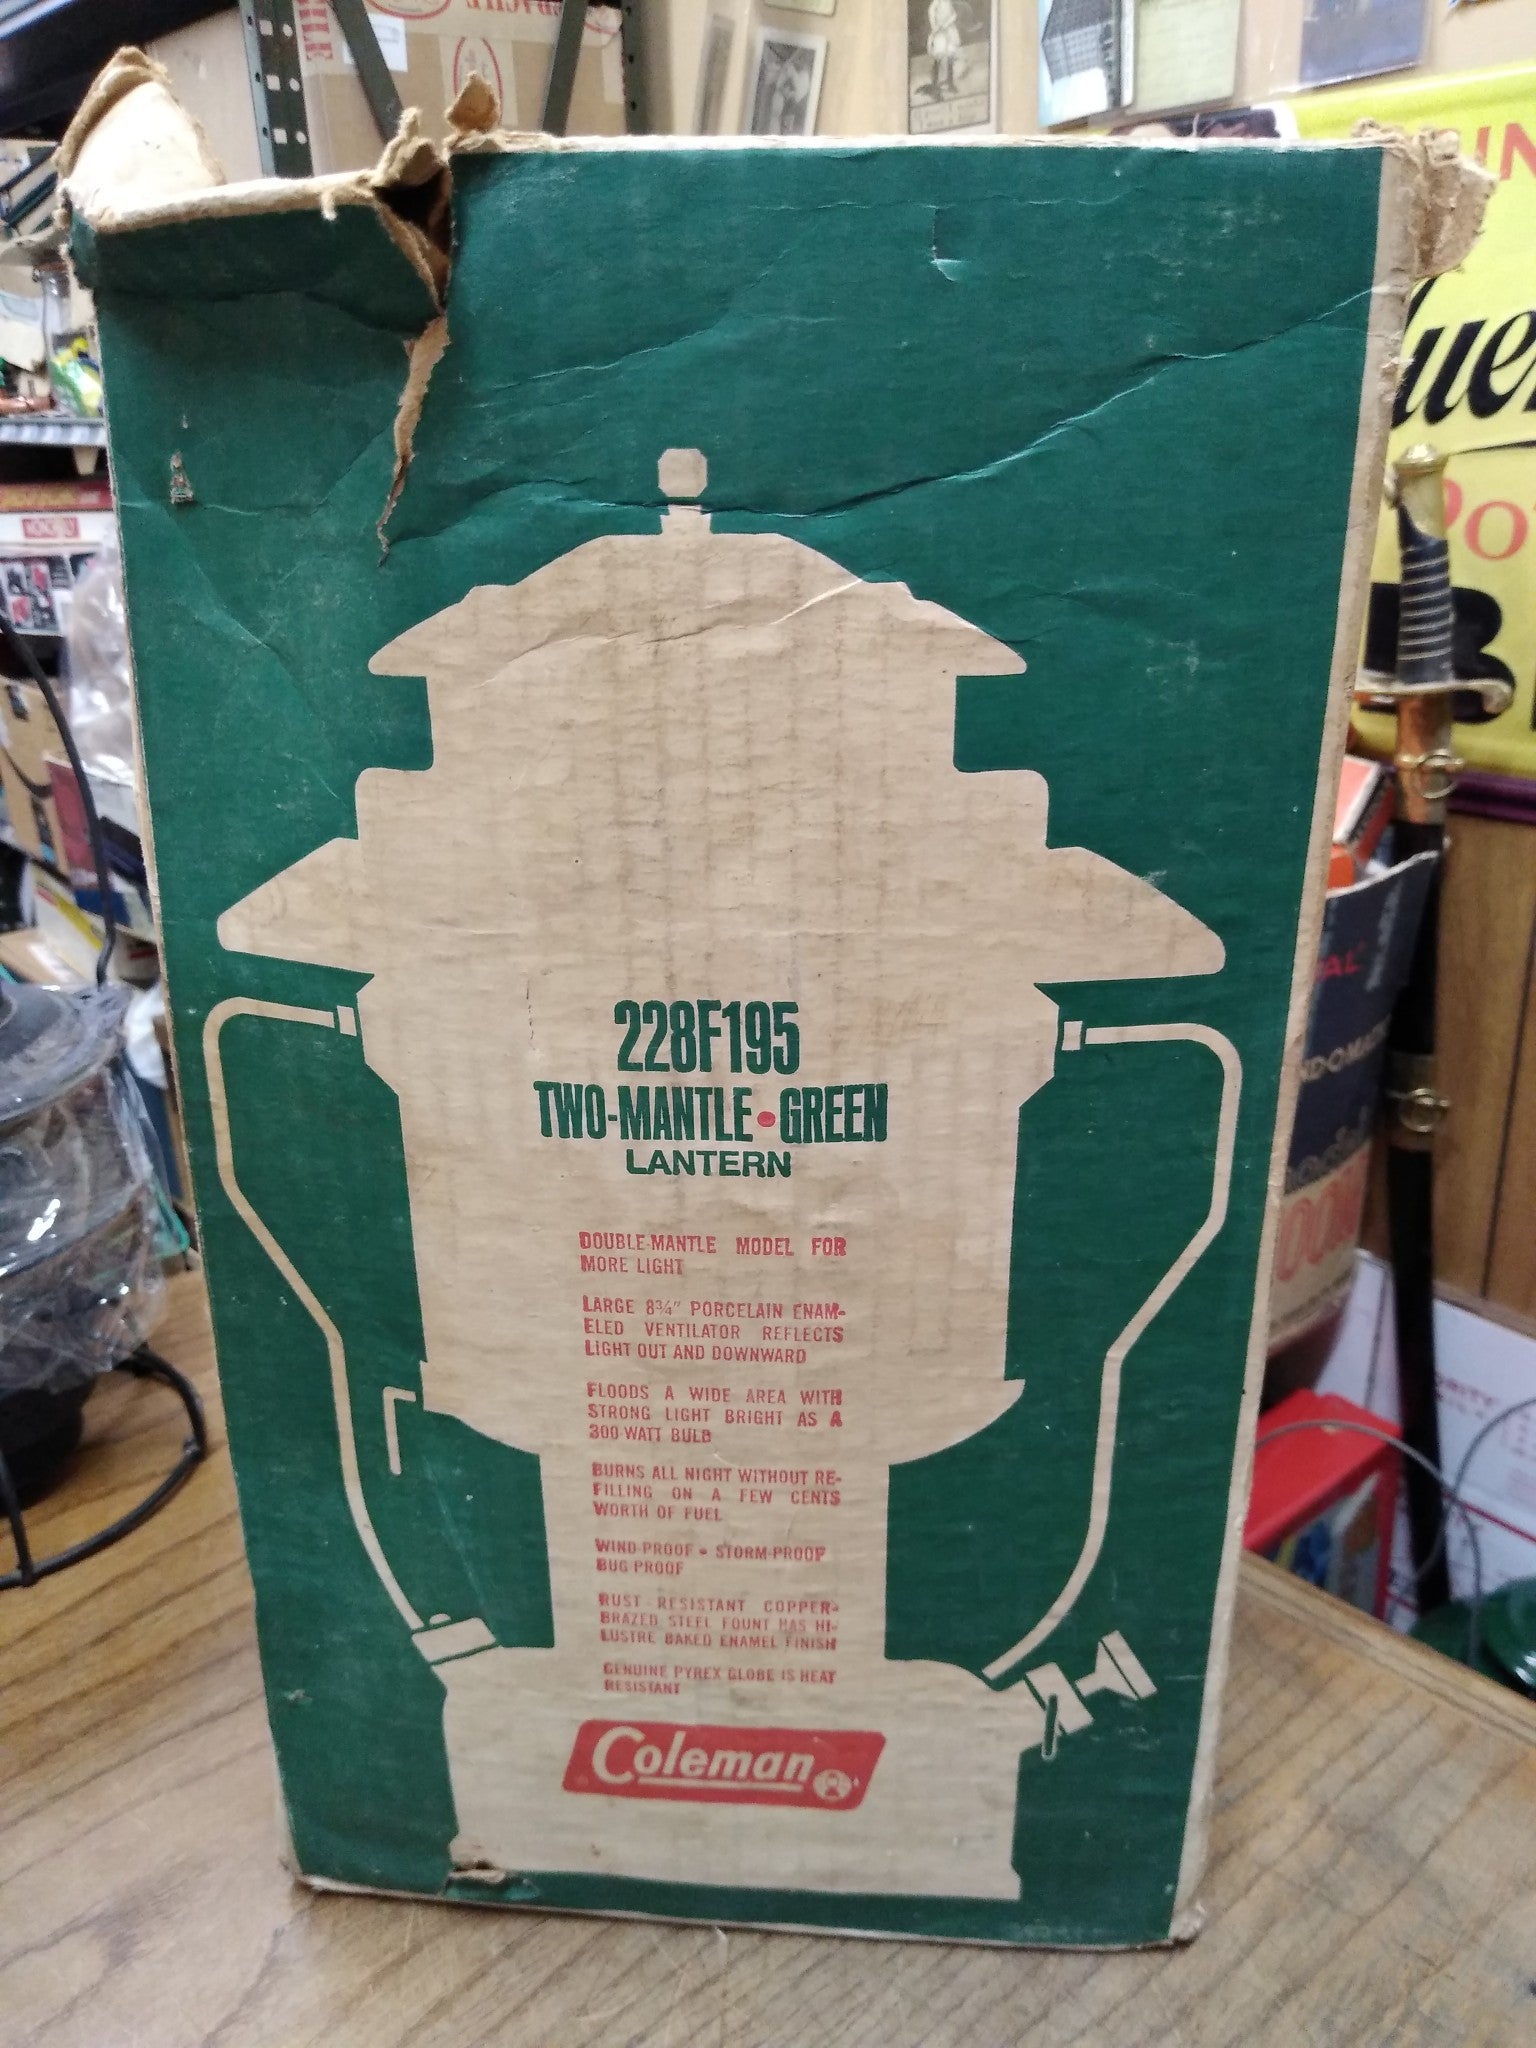 228F195
TWO-MANTLE • GREEN
LANTERN
DOUBLE-MANTLE MODEL FOR
MORE LIGHT
LARGE 8¾" PORCELAIN ENAM-
ELED VENTILATOR REFLECTS
LIGHT OUT AND DOWNWARD
FLOODS A WIDE AREA WITH
STRONG LIGHT BRIGHT AS A
300 WATT BULB
BURNS ALL NIGHT WITHOUT RE-
FILLING ON A FEW CENTS
WORTH OF FUEL
WIND-PROOF • STORM-PROOF
BUG PROOF
RUST RESISTANT COPPER-
BRAZED STEEL FOUNT HAS HI-
LUSTRE BAKED ENAMEL FINISH
GENUINE PYREX GLOBE IS HEAT
RESISTANT
Coleman
MONOPOLY